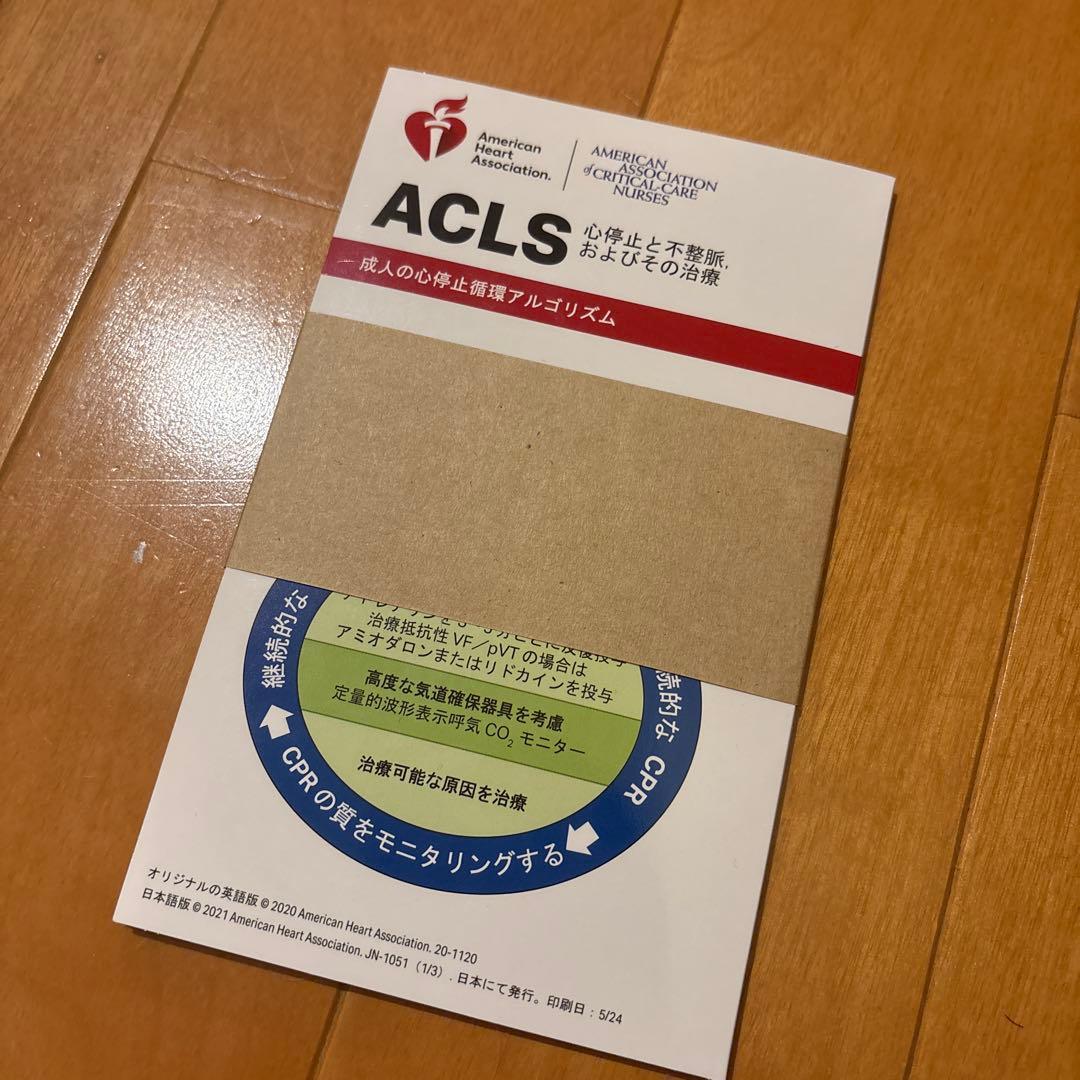 American
Heart
Association.
AMERICAN
ASSOCIATION
of CRITICAL-CARE
NURSES
ACLS
心停止と不整脈,
およびその治療
成人の心停止循環アルゴリズム
治療抵抗性 VF／pVT の場合は
アミオダロンまたはリドカインを投与
高度な気道確保器具を考慮
定量的波形表示呼気 CO2 モニター
治療可能な原因を治療
継続的な
続的な CPR
CPR の質をモニタリングする
オリジナルの英語版 © 2020 American Heart Association. 20-1120
日本語版 © 2021 American Heart Association. JN-1051（1/3）. 日本にて発行。印刷日：5/24